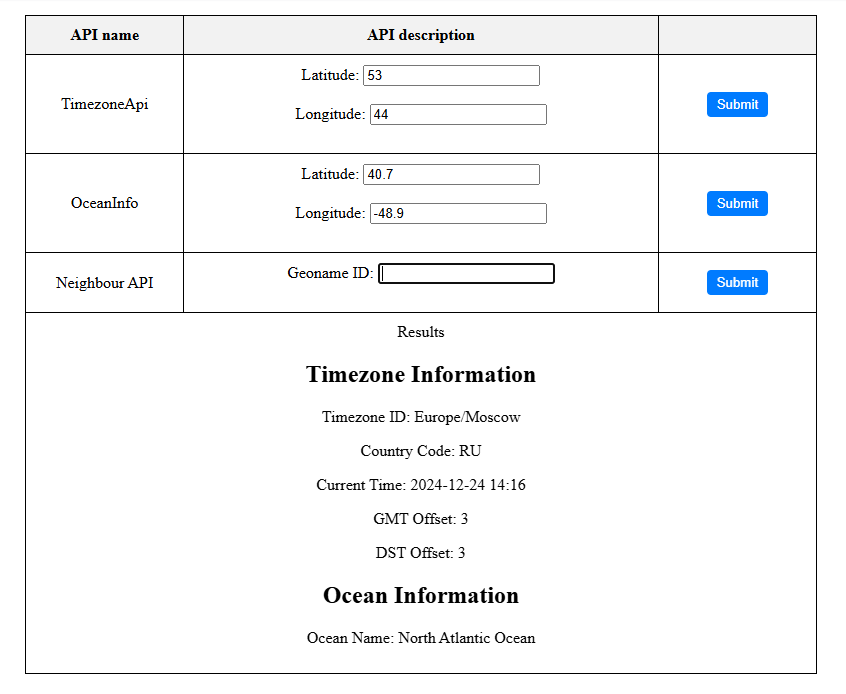 API name API description
TimezoneApi
Latitude: 53
Longitude: 44
Submit
OceanInfo
Latitude: 40.7
Longitude: -48.9
Submit
Neighbour API
Geoname ID:
Submit
Results
Timezone Information
Timezone ID: Europe/Moscow
Country Code: RU
Current Time: 2024-12-24 14:16
GMT Offset: 3
DST Offset: 3
Ocean Information
Ocean Name: North Atlantic Ocean